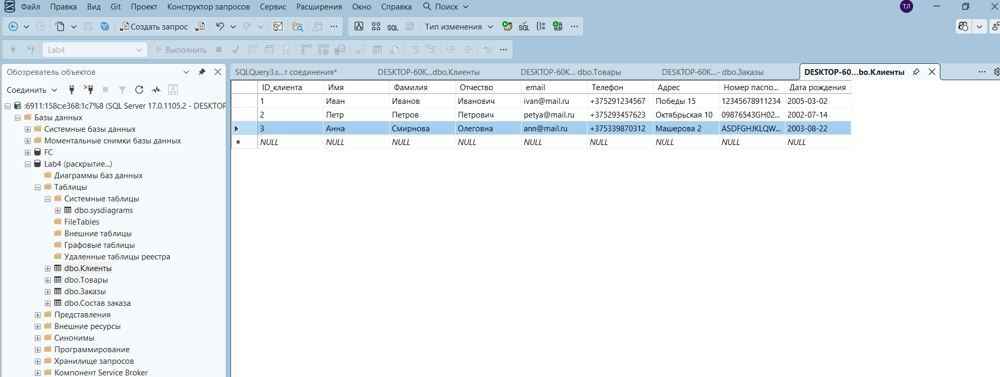 Файл Правка Вид Git Проект Конструктор запросов Сервис Расширения Окно Справка Поиск ТЛ
Создать запрос SQL Тип изменения SQL
Lab4 Выполнить
Обозреватель объектов
Соединить
:6911:158c:e368:1c7%8 (SQL Server 17.0.1105.2 - DESKTOP
Базы данных
Системные базы данных
Моментальные снимки базы данных
FC
Lab4 (раскрытие...)
Диаграммы баз данных
Таблицы
Системные таблицы
dbo.sysdiagrams
FileTables
Внешние таблицы
Графовые таблицы
Удаленные таблицы реестра
dbo.Клиенты
dbo.Товары
dbo.Заказы
dbo.Состав заказа
Представления
Внешние ресурсы
Синонимы
Программирование
Хранилище запросов
Компонент Service Broker
SQLQuery3.s...т соединения* DESKTOP-60K...dbo.Клиенты DESKTOP-60K... dbo.Товары DESKTOP-60K...- dbo.Заказы DESKTOP-60...bo.Клиенты
ID_клиента Имя Фамилия Отчество email Телефон Адрес Номер паспо... Дата рождения
1 Иван Иванов Иванович ivan@mail.ru +375291234567 Победы 15 12345678911234 2005-03-02
2 Петр Петров Петрович petya@mail.ru +375293457623 Октябрьская 10 09876543GH02... 2002-07-14
3 Анна Смирнова Олеговна ann@mail.ru +375339870312 Машерова 2 ASDFGHJKLQW... 2003-08-22
* NULL NULL NULL NULL NULL NULL NULL NULL NULL